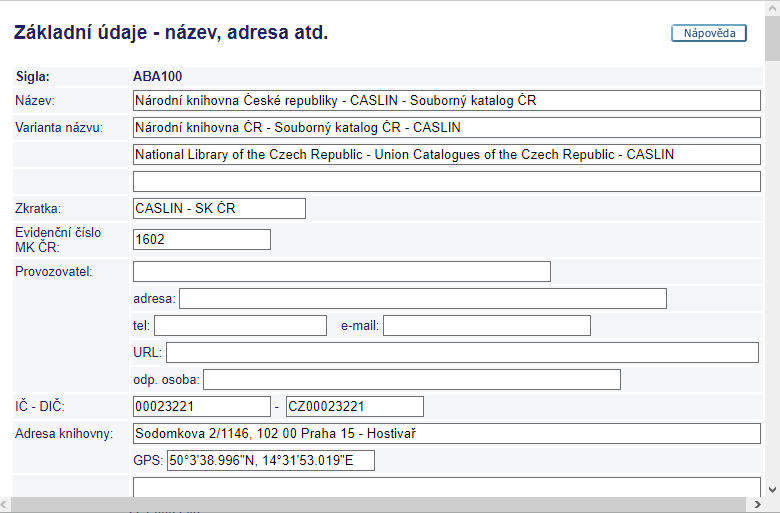 Základní údaje - název, adresa atd.
Nápověda
Sigla: ABA100
Název: Národní knihovna České republiky - CASLIN - Souborný katalog ČR
Varianta názvu: Národní knihovna ČR - Souborný katalog ČR - CASLIN
National Library of the Czech Republic - Union Catalogues of the Czech Republic - CASLIN
Zkratka: CASLIN - SK ČR
Evidenční číslo
MK ČR: 1602
Provozovatel:
adresa:
tel: e-mail:
URL:
odp. osoba:
IČ - DIČ: 00023221 - CZ00023221
Adresa knihovny: Sodomkova 2/1146, 102 00 Praha 15 - Hostivař
GPS: 50°3'38.996"N, 14°31'53.019"E